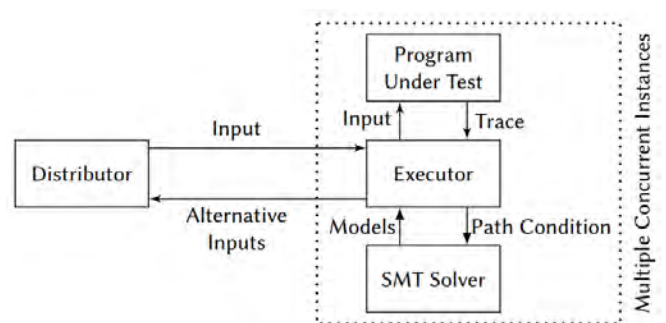 Program
Under Test
Input
Input
Trace
Distributor
Executor
Alternative
Inputs
Models
Path Condition
SMT Solver
Multiple Concurrent Instances